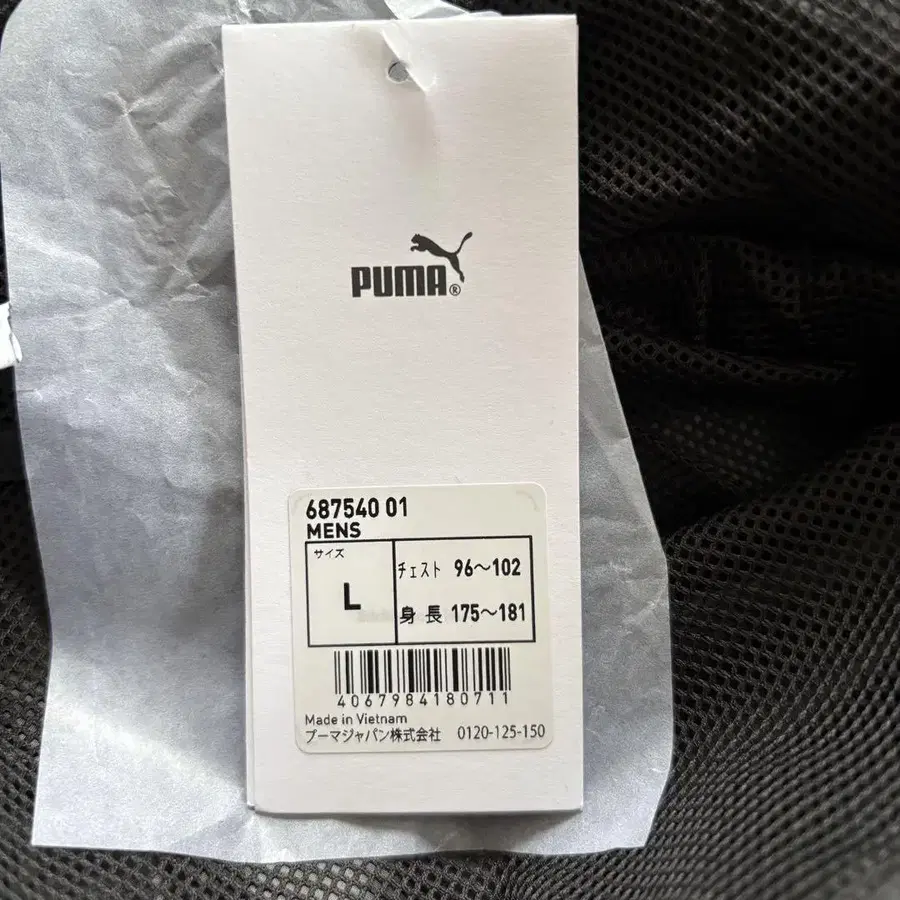 PUMA®
687540 01
MENS
サイズ
L
チェスト 96～102
身長 175～181
4067984180711
Made in Vietnam
プーマジャパン株式会社 0120-125-150